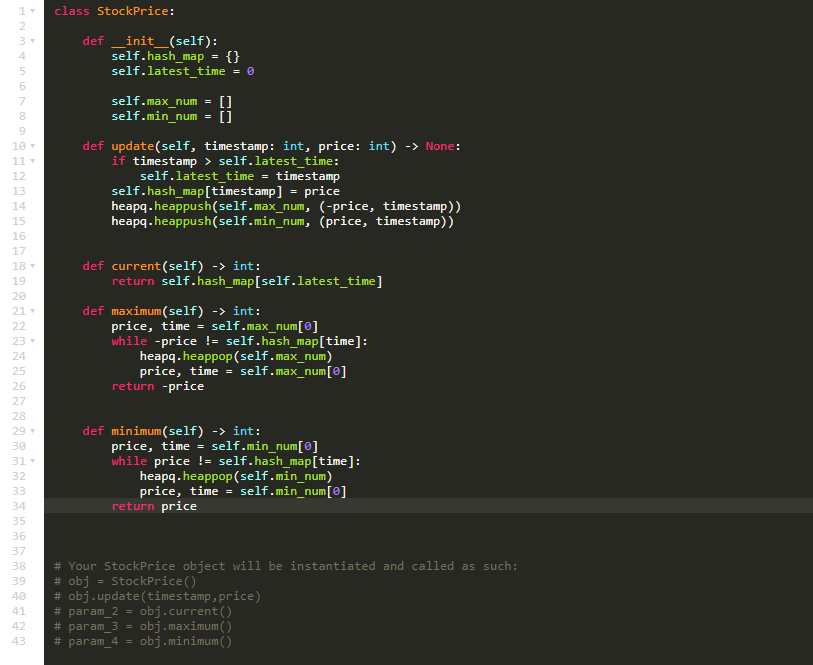 1 class StockPrice:
2
3     def __init__(self):
4         self.hash_map = {}
5         self.latest_time = 0
6
7         self.max_num = []
8         self.min_num = []
9
10     def update(self, timestamp: int, price: int) -> None:
11         if timestamp > self.latest_time:
12             self.latest_time = timestamp
13         self.hash_map[timestamp] = price
14         heapq.heappush(self.max_num, (-price, timestamp))
15         heapq.heappush(self.min_num, (price, timestamp))
16
17
18     def current(self) -> int:
19         return self.hash_map[self.latest_time]
20
21     def maximum(self) -> int:
22         price, time = self.max_num[0]
23         while -price != self.hash_map[time]:
24             heapq.heappop(self.max_num)
25             price, time = self.max_num[0]
26         return -price
27
28
29     def minimum(self) -> int:
30         price, time = self.min_num[0]
31         while price != self.hash_map[time]:
32             heapq.heappop(self.min_num)
33             price, time = self.min_num[0]
34         return price
35
36
37
38 # Your StockPrice object will be instantiated and called as such:
39 # obj = StockPrice()
40 # obj.update(timestamp,price)
41 # param_2 = obj.current()
42 # param_3 = obj.maximum()
43 # param_4 = obj.minimum()